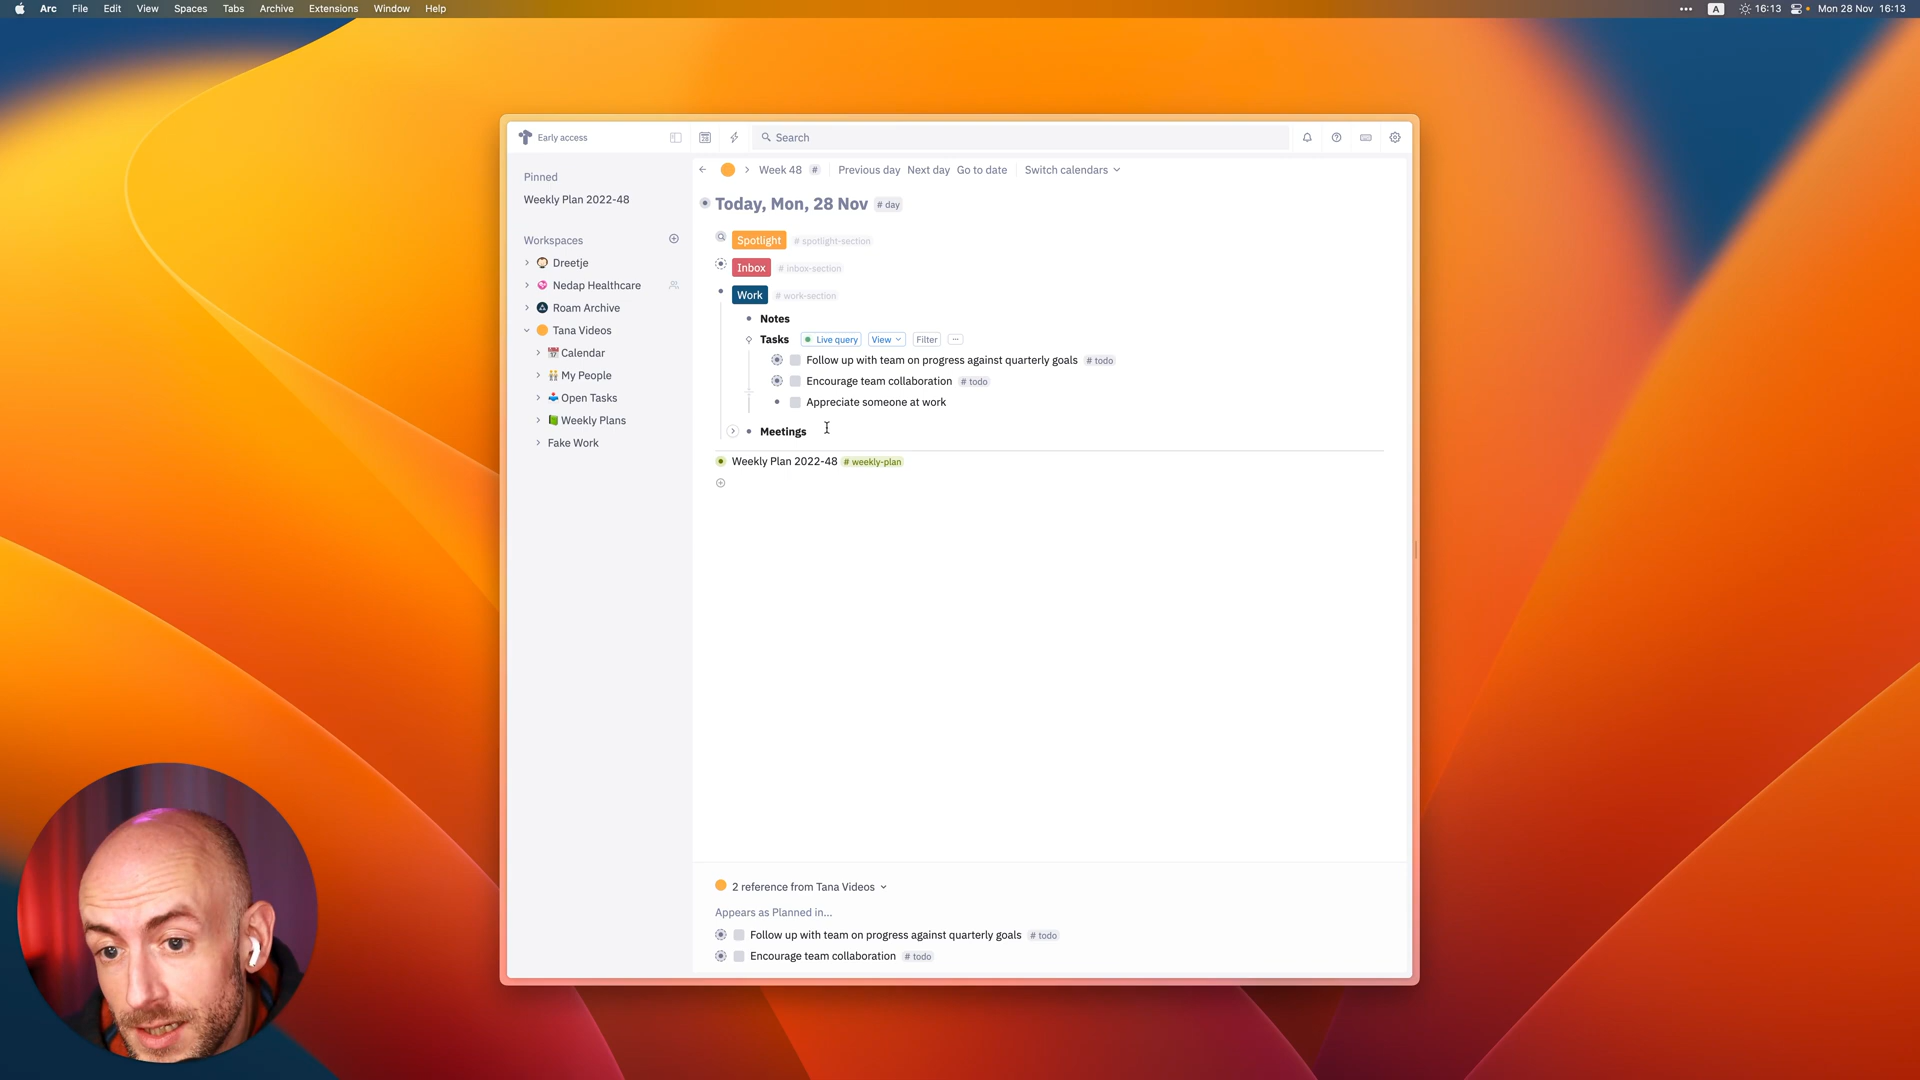 Arc File Edit View Spaces Tabs Archive Extensions Window Help
A 16:13 Mon 28 Nov 16:13
Early access
28
Search
Pinned
Weekly Plan 2022-48
Workspaces
Dreetje
Nedap Healthcare
Roam Archive
Tana Videos
Calendar
My People
Open Tasks
Weekly Plans
Fake Work
Week 48 # Previous day Next day Go to date Switch calendars
Today, Mon, 28 Nov # day
Spotlight # spotlight-section
Inbox # inbox-section
Work # work-section
Notes
Tasks Live query View Filter ...
Follow up with team on progress against quarterly goals # todo
Encourage team collaboration # todo
Appreciate someone at work
Meetings
Weekly Plan 2022-48 # weekly-plan
2 reference from Tana Videos
Appears as Planned in...
Follow up with team on progress against quarterly goals # todo
Encourage team collaboration # todo